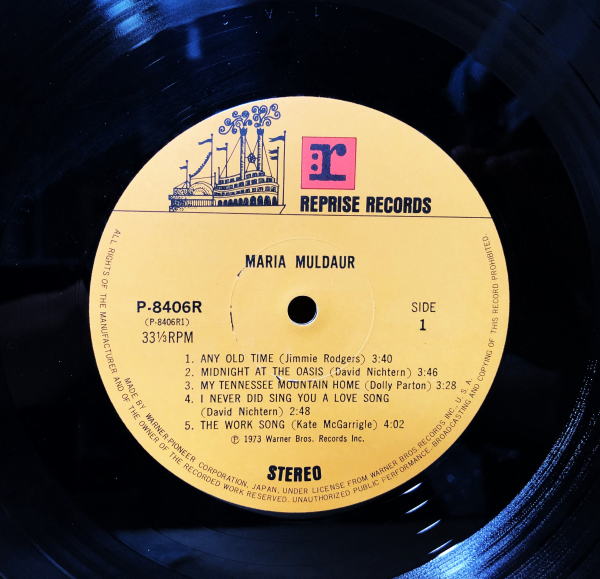 r:
REPRISE RECORDS
MARIA MULDAUR
P-8406R
(P-8406R1)
33⅓RPM
SIDE
1
1. ANY OLD TIME (Jimmie Rodgers) 3:40
2. MIDNIGHT AT THE OASIS (David Nichtern) 3:46
3. MY TENNESSEE MOUNTAIN HOME (Dolly Parton) 3:28
4. I NEVER DID SING YOU A LOVE SONG
(David Nichtern) 2:48
5. THE WORK SONG (Kate McGarrigle) 4:02
Ⓟ 1973 Warner Bros. Records Inc.
STEREO
MADE BY WARNER-PIONEER CORPORATION, JAPAN, UNDER LICENSE FROM WARNER BROS. RECORDS INC. U.S.A.
ALL RIGHTS OF THE MANUFACTURER AND OF THE OWNER OF THE RECORDED WORK RESERVED. UNAUTHORIZED PUBLIC PERFORMANCE, BROADCASTING AND COPYING OF THIS RECORD PROHIBITED.